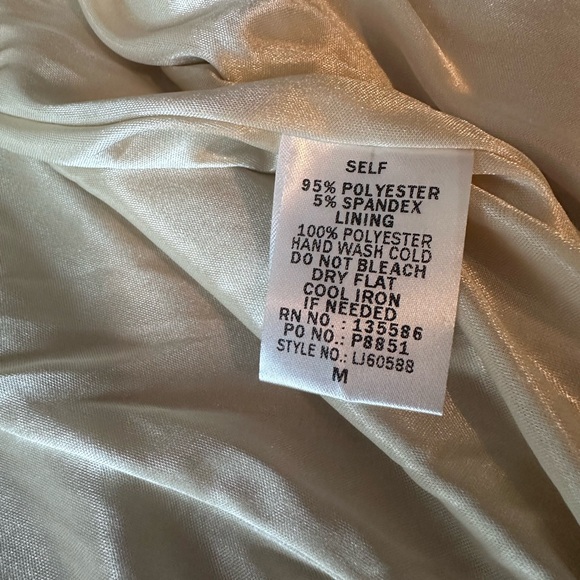 SELF
95% POLYESTER
5% SPANDEX
LINING
100% POLYESTER
HAND WASH COLD
DO NOT BLEACH
DRY FLAT
COOL IRON
IF NEEDED
RN NO. : 135586
PO NO.: P8851
STYLE NO.: LJ60588
M